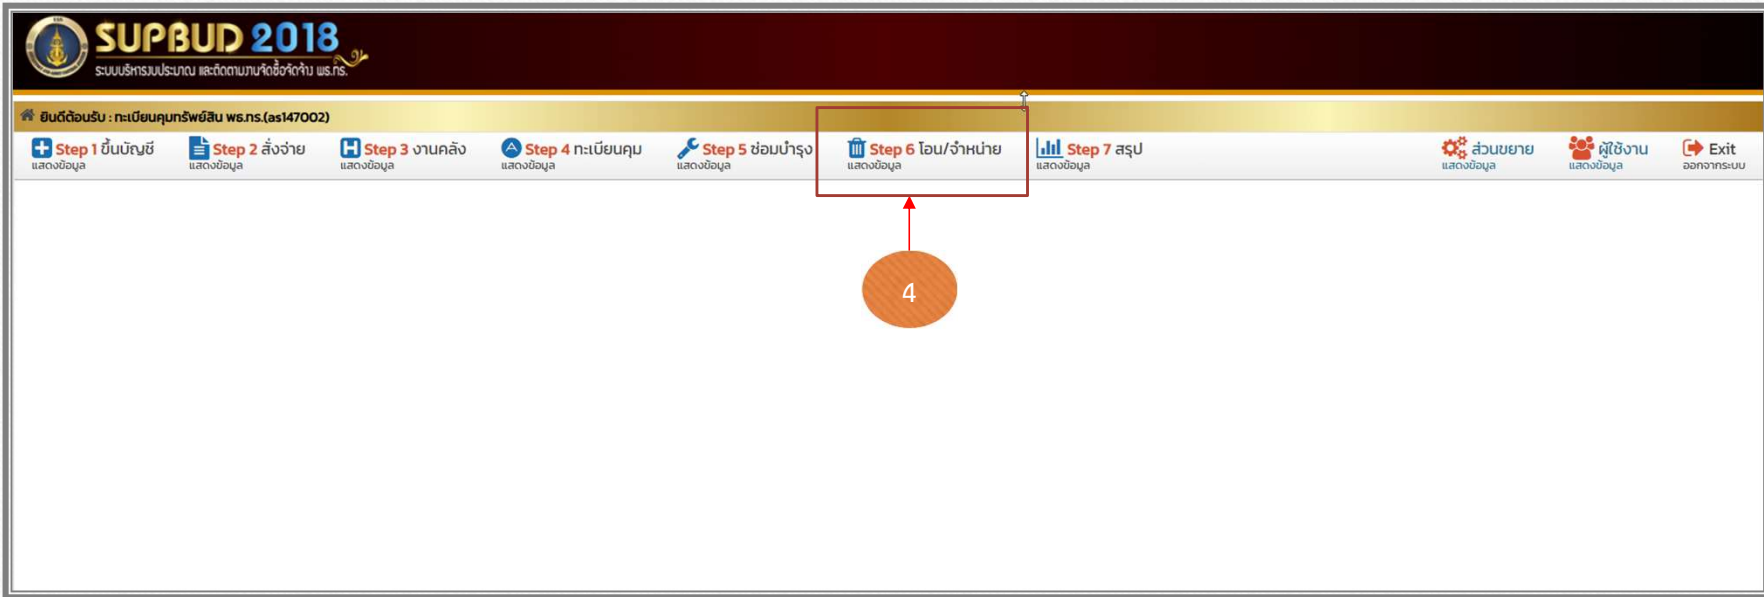 SUPBUD 2018
ระบบบริหารงบประมาณ และติดตามงานจัดซื้อจัดจ้าง พธ.ทร.
ยินดีต้อนรับ : ทะเบียนคุมทรัพย์สิน พธ.ทร.(as147002)
Step 1 ขึ้นบัญชี
แสดงข้อมูล
Step 2 สั่งจ่าย
แสดงข้อมูล
Step 3 งานคลัง
แสดงข้อมูล
Step 4 ทะเบียนคุม
แสดงข้อมูล
Step 5 ซ่อมบำรุง
แสดงข้อมูล
Step 6 โอน/จำหน่าย
แสดงข้อมูล
Step 7 สรุป
แสดงข้อมูล
ส่วนขยาย
แสดงข้อมูล
ผู้ใช้งาน
แสดงข้อมูล
Exit
ออกจากระบบ
4